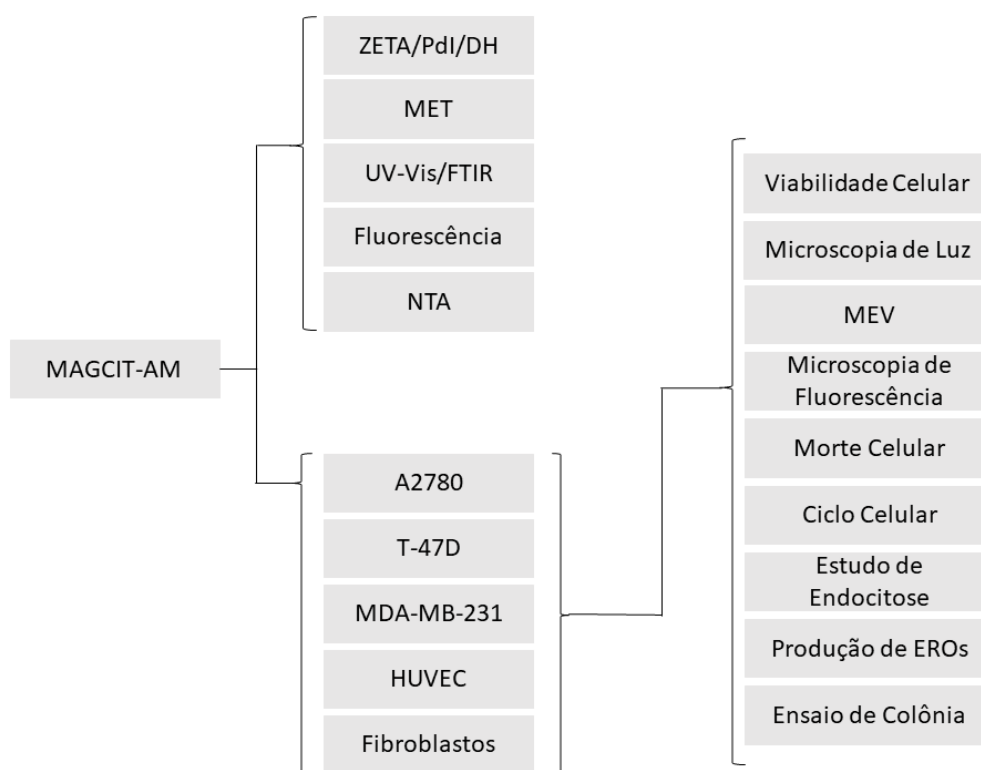 MAGCIT-AM
ZETA/PdI/DH
MET
UV-Vis/FTIR
Fluorescência
NTA
A2780
T-47D
MDA-MB-231
HUVEC
Fibroblastos
Viabilidade Celular
Microscopia de Luz
MEV
Microscopia de
Fluorescência
Morte Celular
Ciclo Celular
Estudo de
Endocitose
Produção de EROs
Ensaio de Colônia